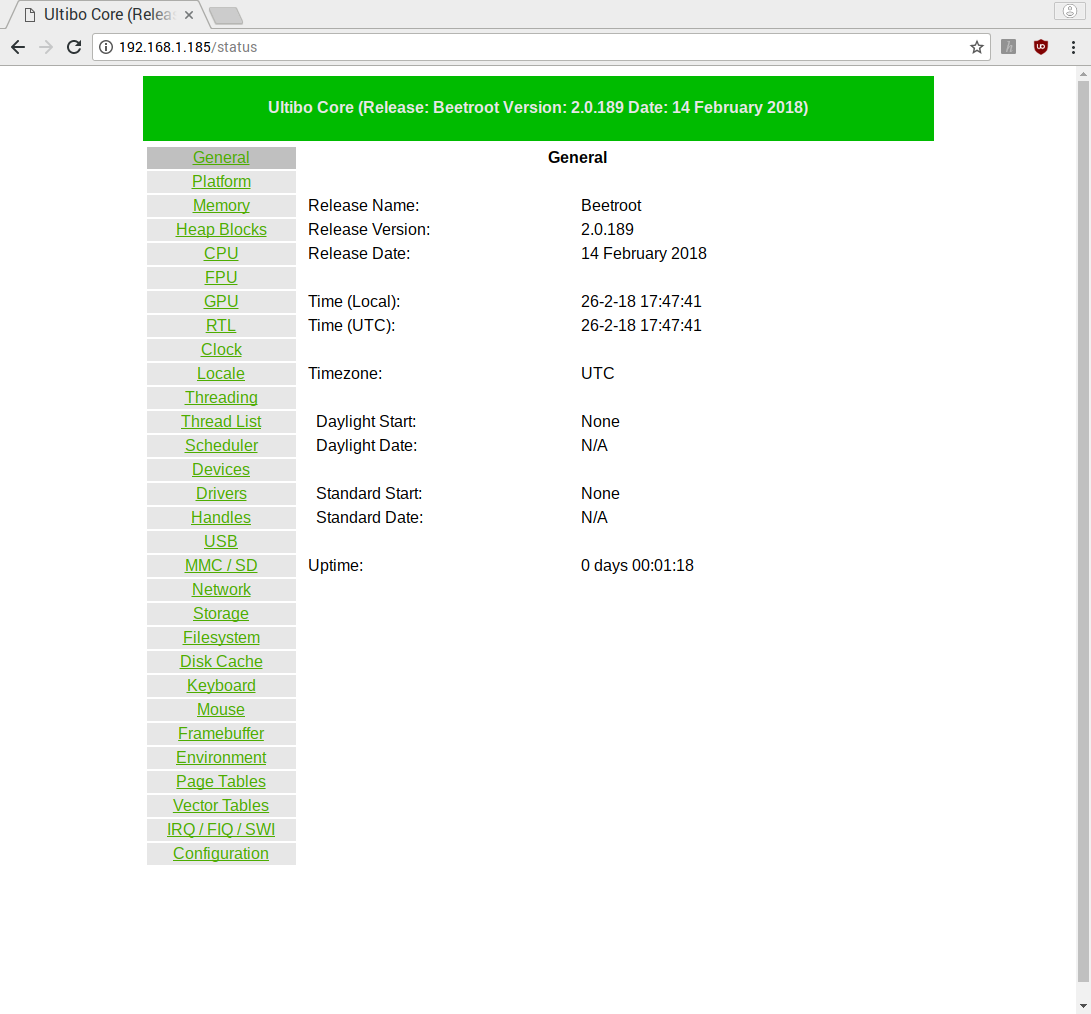 Ultibo Core (Relea
192.168.1.185/status
Ultibo Core (Release: Beetroot Version: 2.0.189 Date: 14 February 2018)
General
General
Platform
Memory
Release Name: Beetroot
Heap Blocks
Release Version: 2.0.189
CPU
Release Date: 14 February 2018
FPU
GPU
Time (Local): 26-2-18 17:47:41
RTL
Time (UTC): 26-2-18 17:47:41
Clock
Locale
Timezone: UTC
Threading
Thread List
Daylight Start: None
Scheduler
Daylight Date: N/A
Devices
Drivers
Standard Start: None
Handles
Standard Date: N/A
USB
MMC / SD
Uptime: 0 days 00:01:18
Network
Storage
Filesystem
Disk Cache
Keyboard
Mouse
Framebuffer
Environment
Page Tables
Vector Tables
IRQ / FIQ / SWI
Configuration